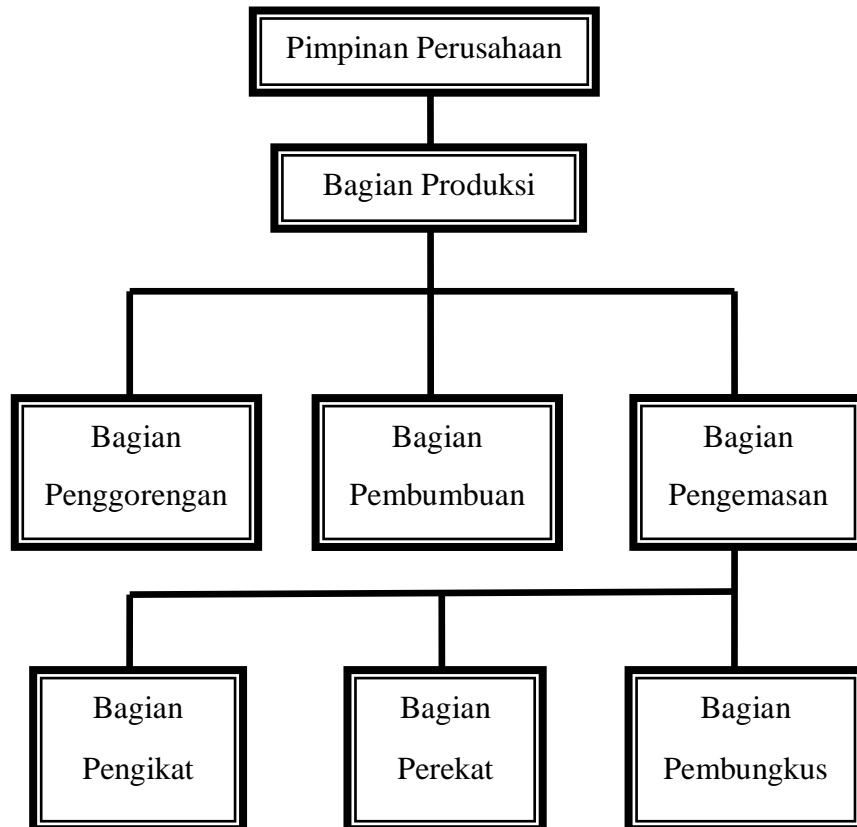 Pimpinan Perusahaan
Bagian Produksi
Bagian
Penggorengan
Bagian
Pembumbuan
Bagian
Pengemasan
Bagian
Pengikat
Bagian
Perekat
Bagian
Pembungkus